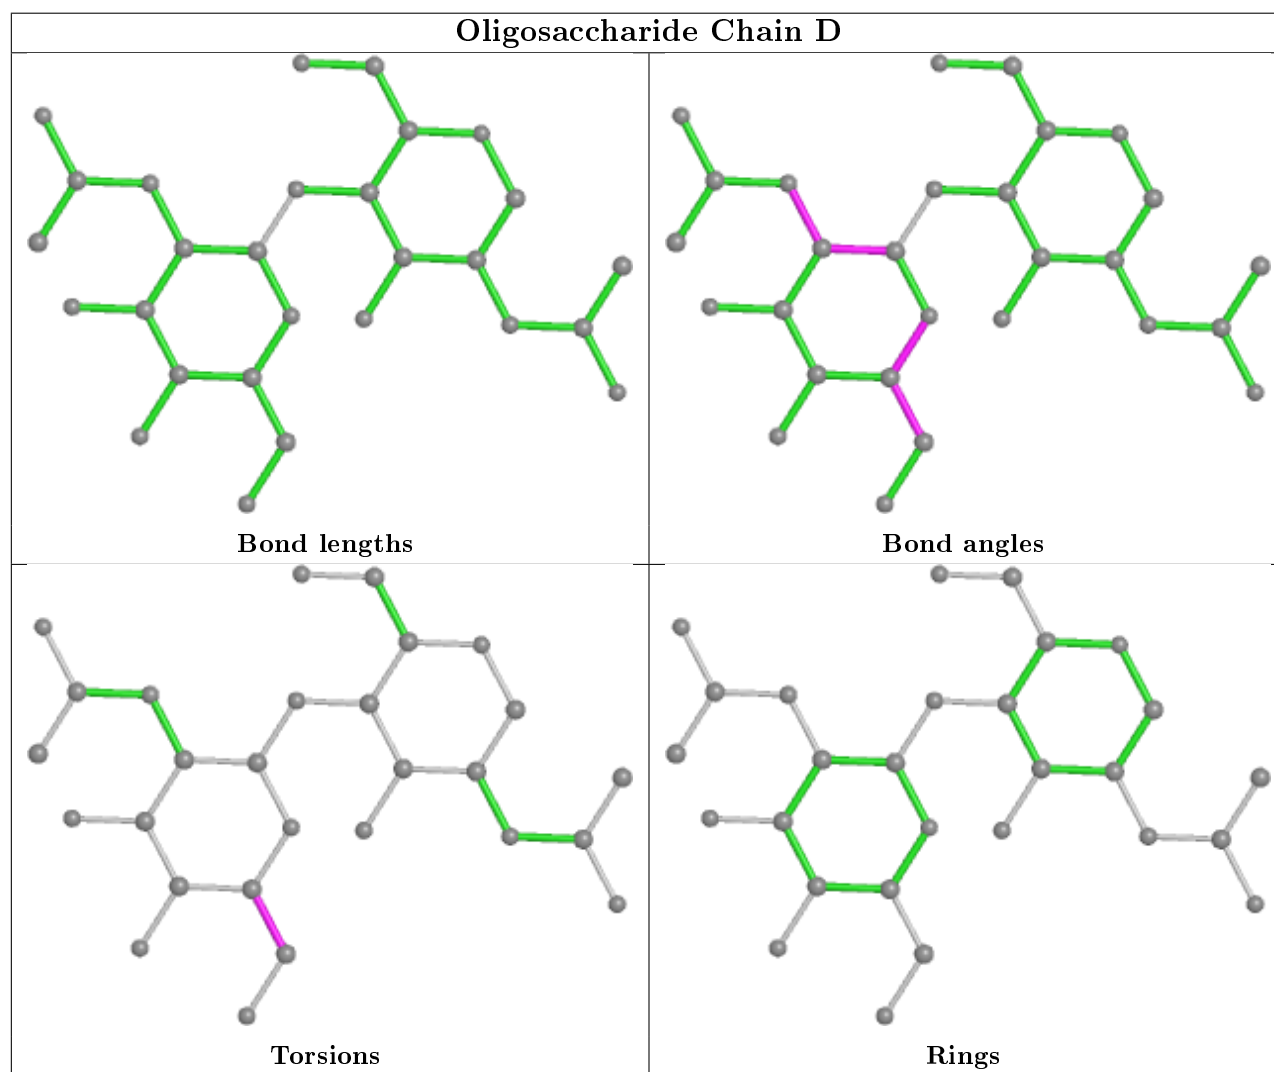 Oligosaccharide Chain D
Bond lengths
Bond angles
Torsions
Rings